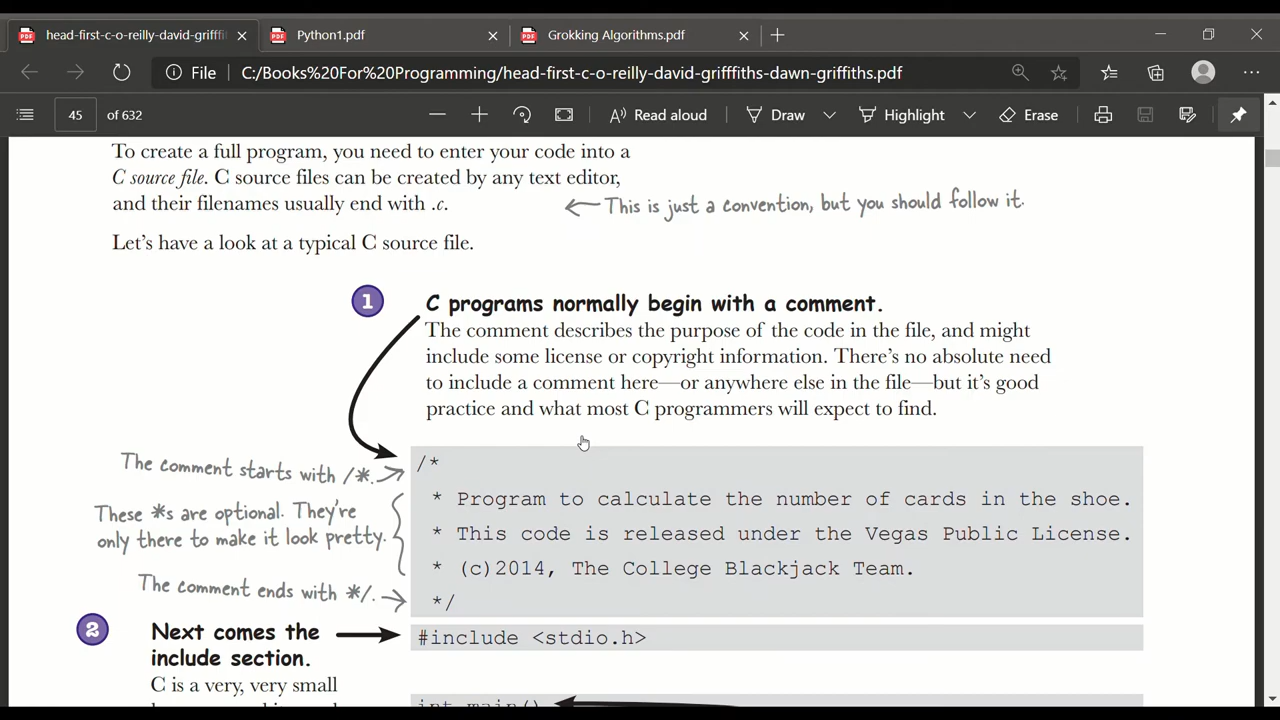 head-first-c-o-reilly-david-griffi
Python1.pdf
Grokking Algorithms.pdf
File C:/Books%20For%20Programming/head-first-c-o-reilly-david-grifffiths-dawn-griffiths.pdf
45 of 632
Read aloud
Draw
Highlight
Erase
To create a full program, you need to enter your code into a
C source file. C source files can be created by any text editor,
and their filenames usually end with .c.
This is just a convention, but you should follow it.
Let's have a look at a typical C source file.
1 C programs normally begin with a comment.
The comment describes the purpose of the code in the file, and might
include some license or copyright information. There's no absolute need
to include a comment here—or anywhere else in the file—but it's good
practice and what most C programmers will expect to find.
The comment starts with /*.
These *s are optional. They're
only there to make it look pretty.
The comment ends with */.
/*
* Program to calculate the number of cards in the shoe.
* This code is released under the Vegas Public License.
* (c)2014, The College Blackjack Team.
*/
2 Next comes the
include section.
C is a very, very small
#include <stdio.h>
int main()